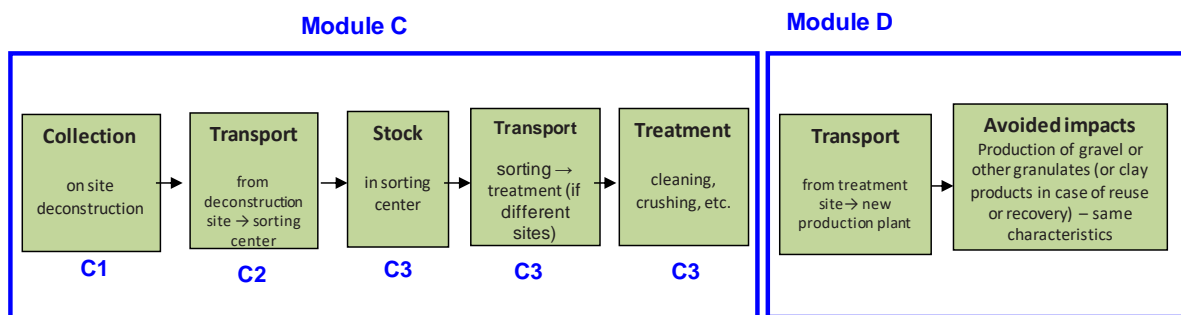 Module C
Module D
Collection
on site
deconstruction
C1
Transport
from
deconstruction
site → sorting
center
C2
Stock
in sorting
center
C3
Transport
sorting →
treatment (if
different
sites)
C3
Treatment
cleaning,
crushing, etc.
C3
Transport
from treatment
site→ new
production plant
Avoided impacts
Production of gravel or
other granulates (or clay
products in case of reuse
or recovery) – same
characteristics